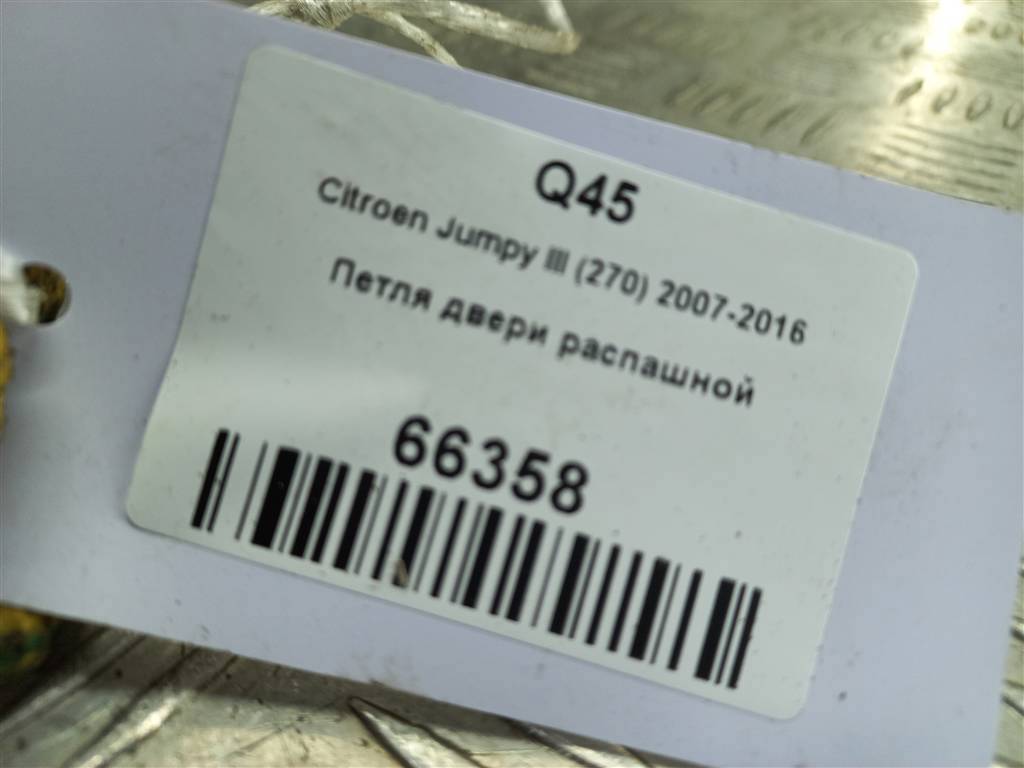 Q45
Citroen Jumpy III (270) 2007-2016
Петля двери распашной
66358